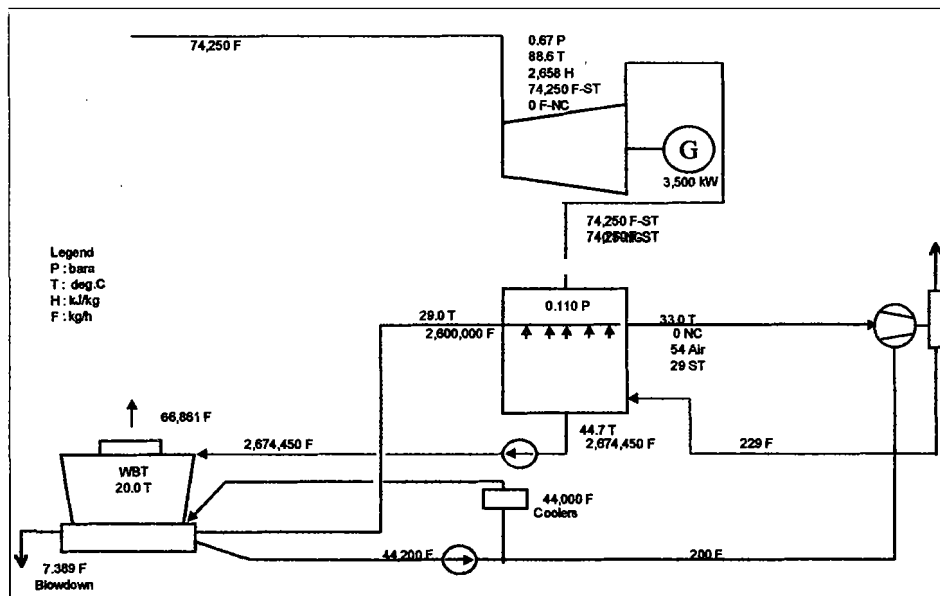 74,250 F
0.67 P
88.6 T
2,658 H
74,250 F-ST
0 F-NC
G
3,500 kW
74,250 F-ST
Legend
P : bara
T : deg.C
H : kJ/kg
F : kg/h
0.110 P
29.0 T
2,600,000 F
33.0 T
0 NC
54 Air
29 ST
66,861 F
2,674,450 F
44.7 T
2,674,450 F
229 F
WBT
20.0 T
44,000 F
Coolers
44,200 F
200 F
7.389 F
Blowdown